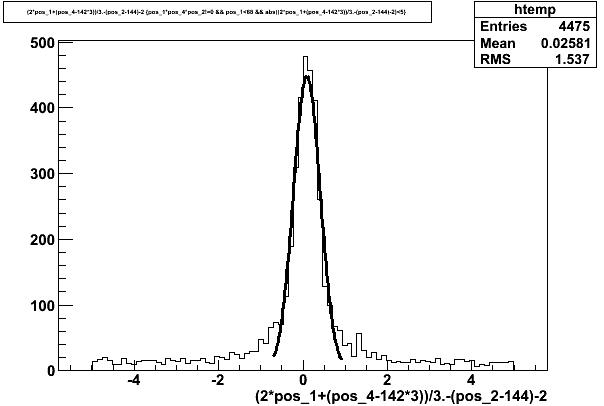 (2*pos_1+(pos_4-142*3))/3.-(pos_2-144)-2 {pos_1*pos_4*pos_2!=0 && pos_1<68 && abs((2*pos_1+(pos_4-142*3))/3.-(pos_2-144)-2)<5}
htemp
Entries 4475
Mean 0.02581
RMS 1.537
500
400
300
200
100
0
-4 -2 0 2 4
(2*pos_1+(pos_4-142*3))/3.-(pos_2-144)-2